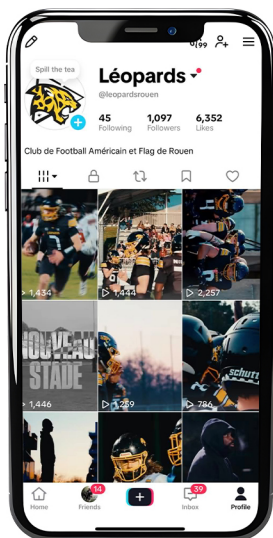 99
Spill the tea
Léopards
@leopardsrouen
45 1,097 6,352
Following Followers Likes
Club de Football Américain et Flag de Rouen
1,434 1,444 2,257
NOUVEAU
STADE
SCHUTT
1,446 1,259 786
14 39
Home Friends Inbox Profile